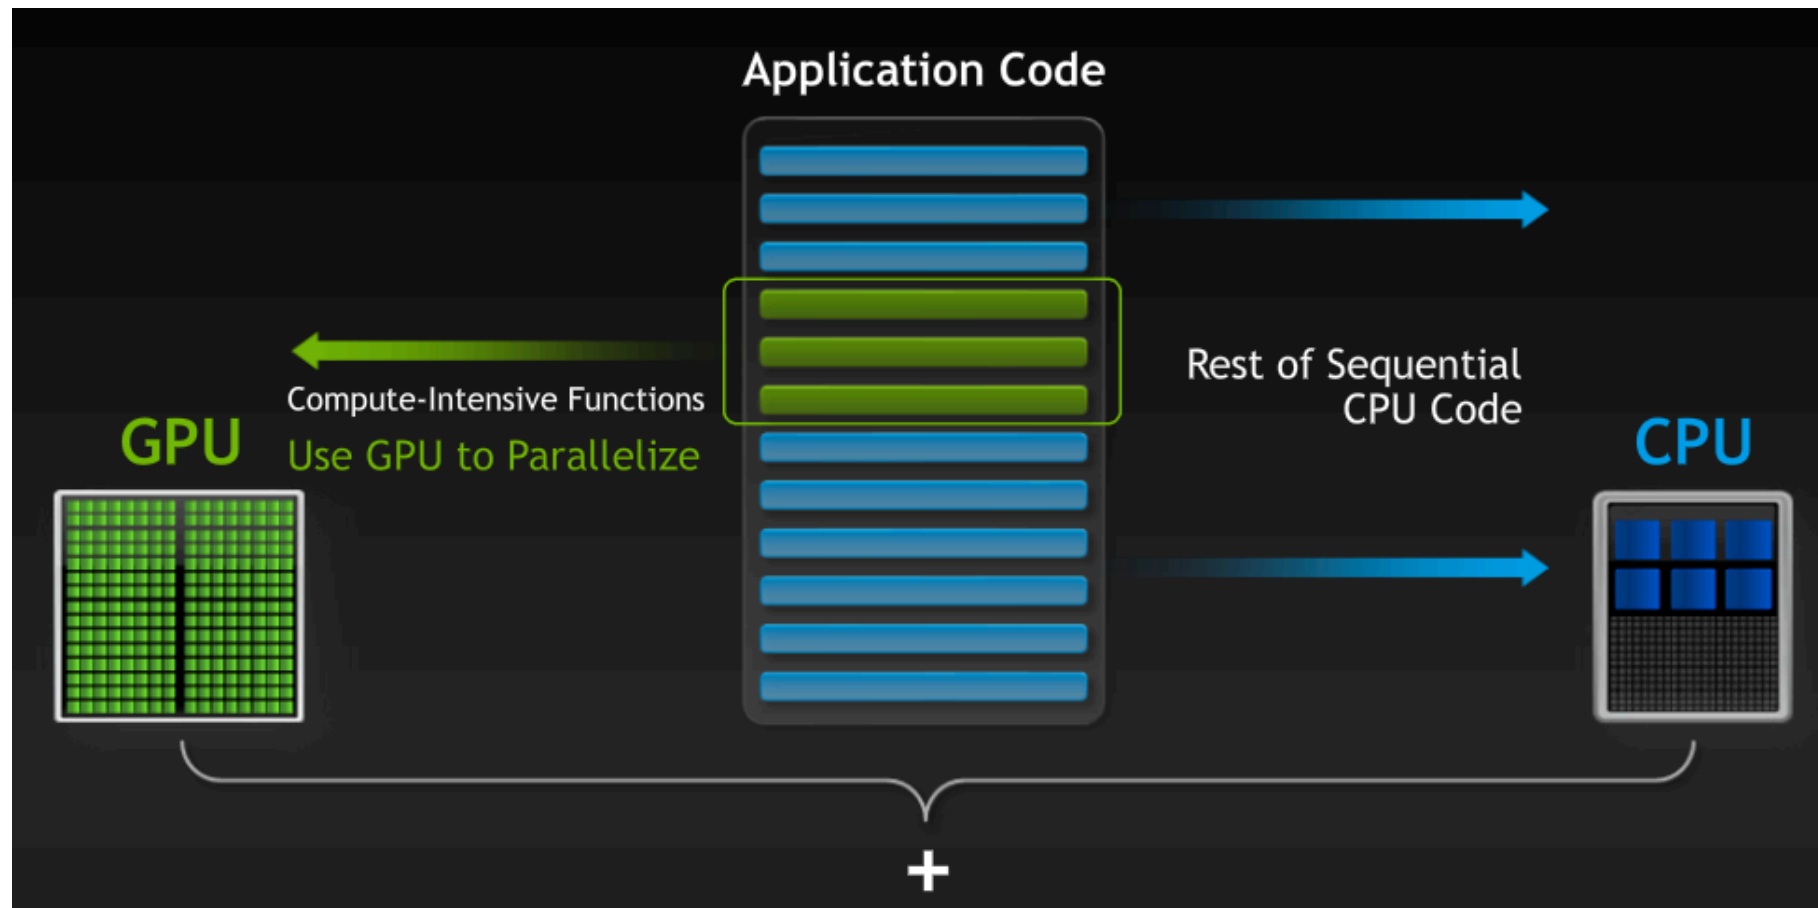 Application Code
Compute-Intensive Functions
Use GPU to Parallelize
GPU
Rest of Sequential
CPU Code
CPU
+